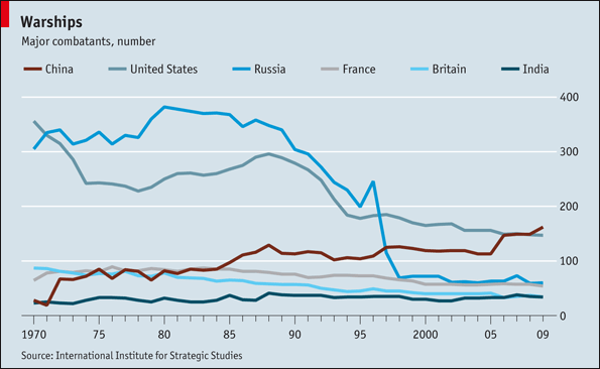 Warships
Major combatants, number
China United States Russia France Britain India
400
300
200
100
0
1970 75 80 85 90 95 2000 05 09
Source: International Institute for Strategic Studies